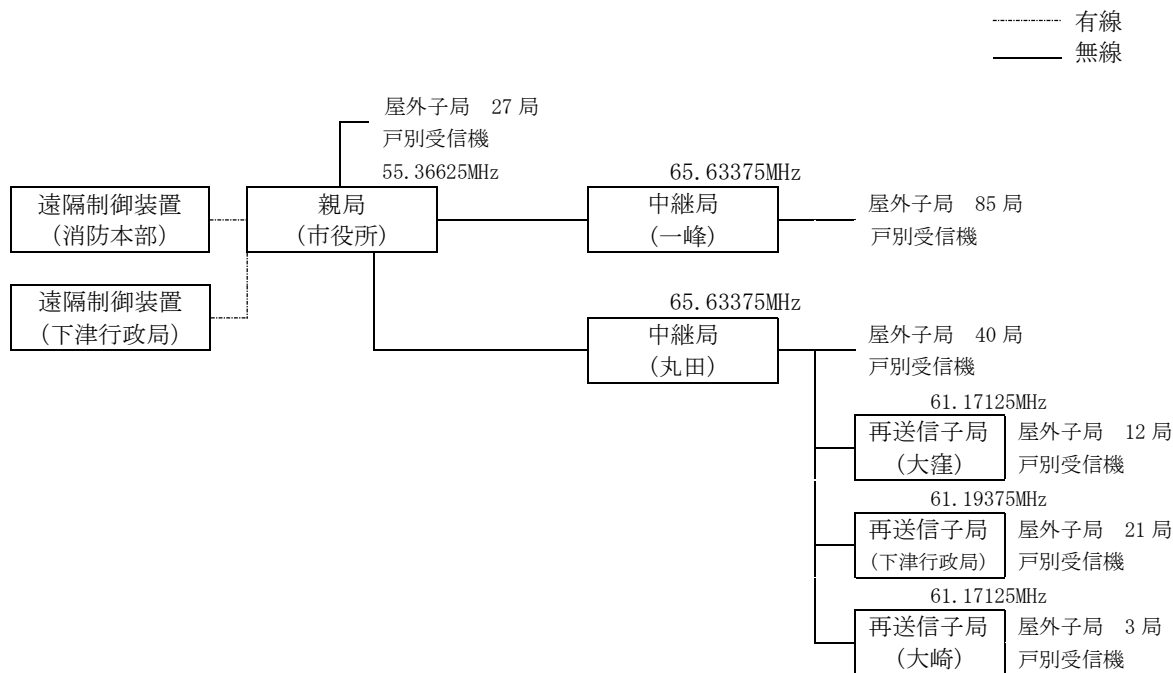 有線
無線
屋外子局 27 局
戸別受信機
55.36625MHz
遠隔制御装置
(消防本部)
親局
(市役所)
65.63375MHz
中継局
(一峰)
屋外子局 85 局
戸別受信機
遠隔制御装置
(下津行政局)
65.63375MHz
中継局
(丸田)
屋外子局 40 局
戸別受信機
61.17125MHz
再送信子局
(大窪)
屋外子局 12 局
戸別受信機
61.19375MHz
再送信子局
(下津行政局)
屋外子局 21 局
戸別受信機
61.17125MHz
再送信子局
(大崎)
屋外子局 3 局
戸別受信機